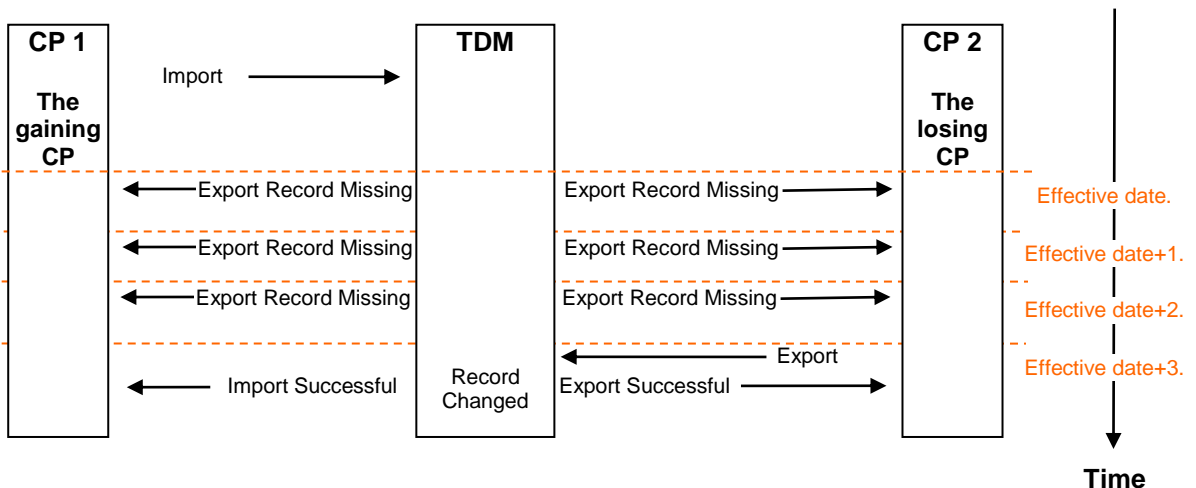 CP 1
TDM
CP 2
Import
The
gaining
CP
The
losing
CP
Export Record Missing
Export Record Missing
Effective date.
Export Record Missing
Export Record Missing
Effective date+1.
Export Record Missing
Export Record Missing
Effective date+2.
Export
Effective date+3.
Import Successful
Record
Changed
Export Successful
Time